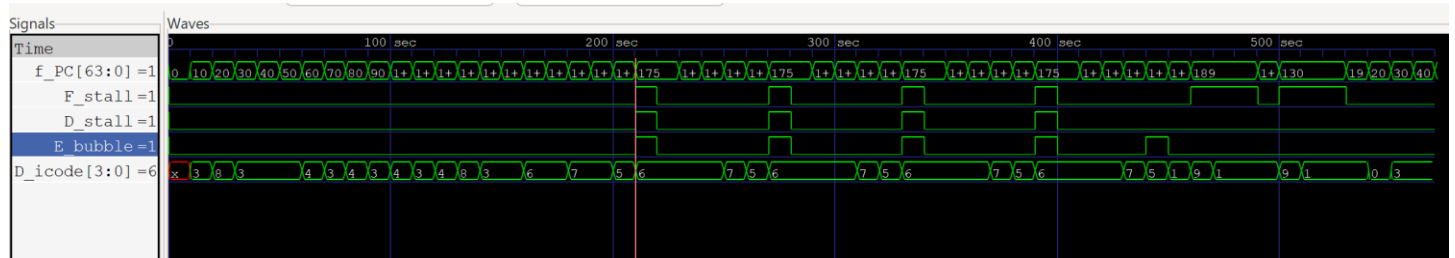 Signals
Waves
Time
0 100 sec 200 sec 300 sec 400 sec 500 sec
f_PC[63:0] =1 0 10 20 30 40 50 60 70 80 90 1+ 1+ 1+ 1+ 1+ 1+ 1+ 1+ 1+ 1+ 1+ 175 1+ 1+ 1+ 1+ 175 1+ 1+ 1+ 1+ 175 1+ 1+ 1+ 1+ 175 1+ 1+ 1+ 1+ 1+ 189 1+ 130 19 20 30 40
F_stall =1
D_stall =1
E_bubble =1
D_icode[3:0] =6 x 3 8 3 4 3 4 3 4 3 4 8 3 6 7 5 6 7 5 6 7 5 6 7 5 6 7 5 1 9 1 9 1 0 3